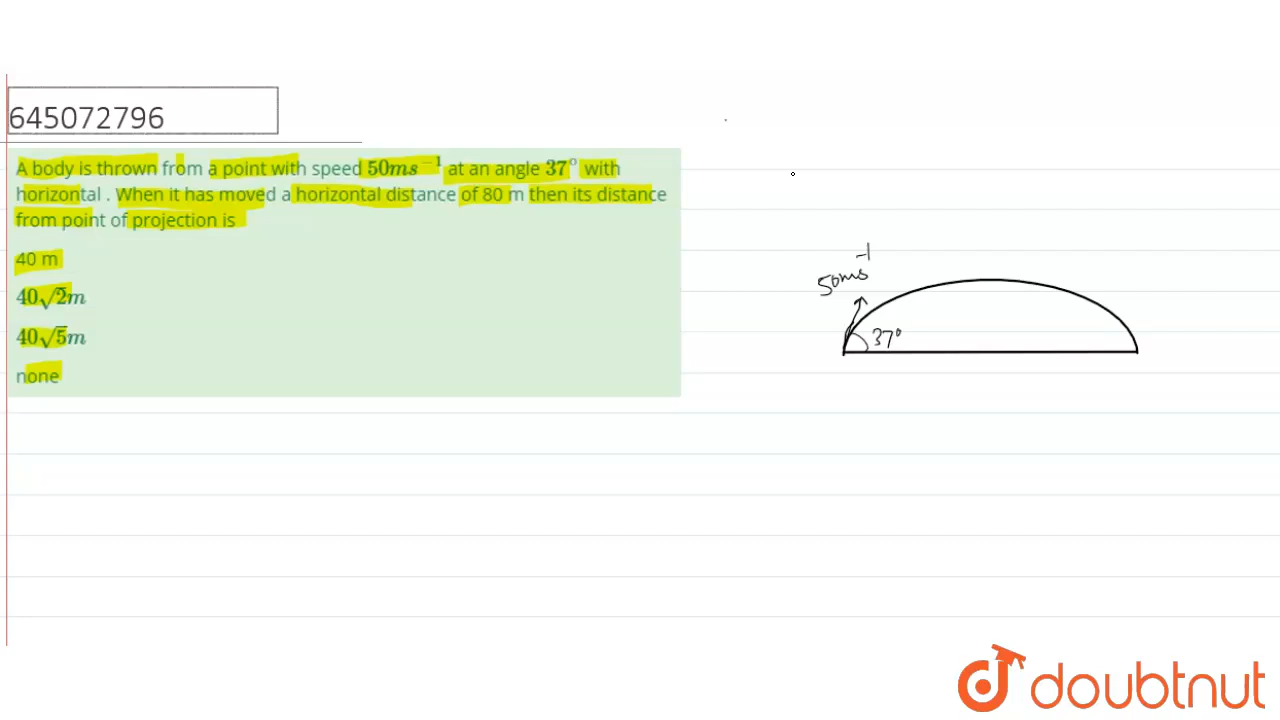 645072796
A body is thrown from a point with speed 50ms⁻¹ at an angle 37° with
horizontal . When it has moved a horizontal distance of 80 m then its distance
from point of projection is
40 m
40√2m
40√5m
none
50ms⁻¹
37°
doubtnut